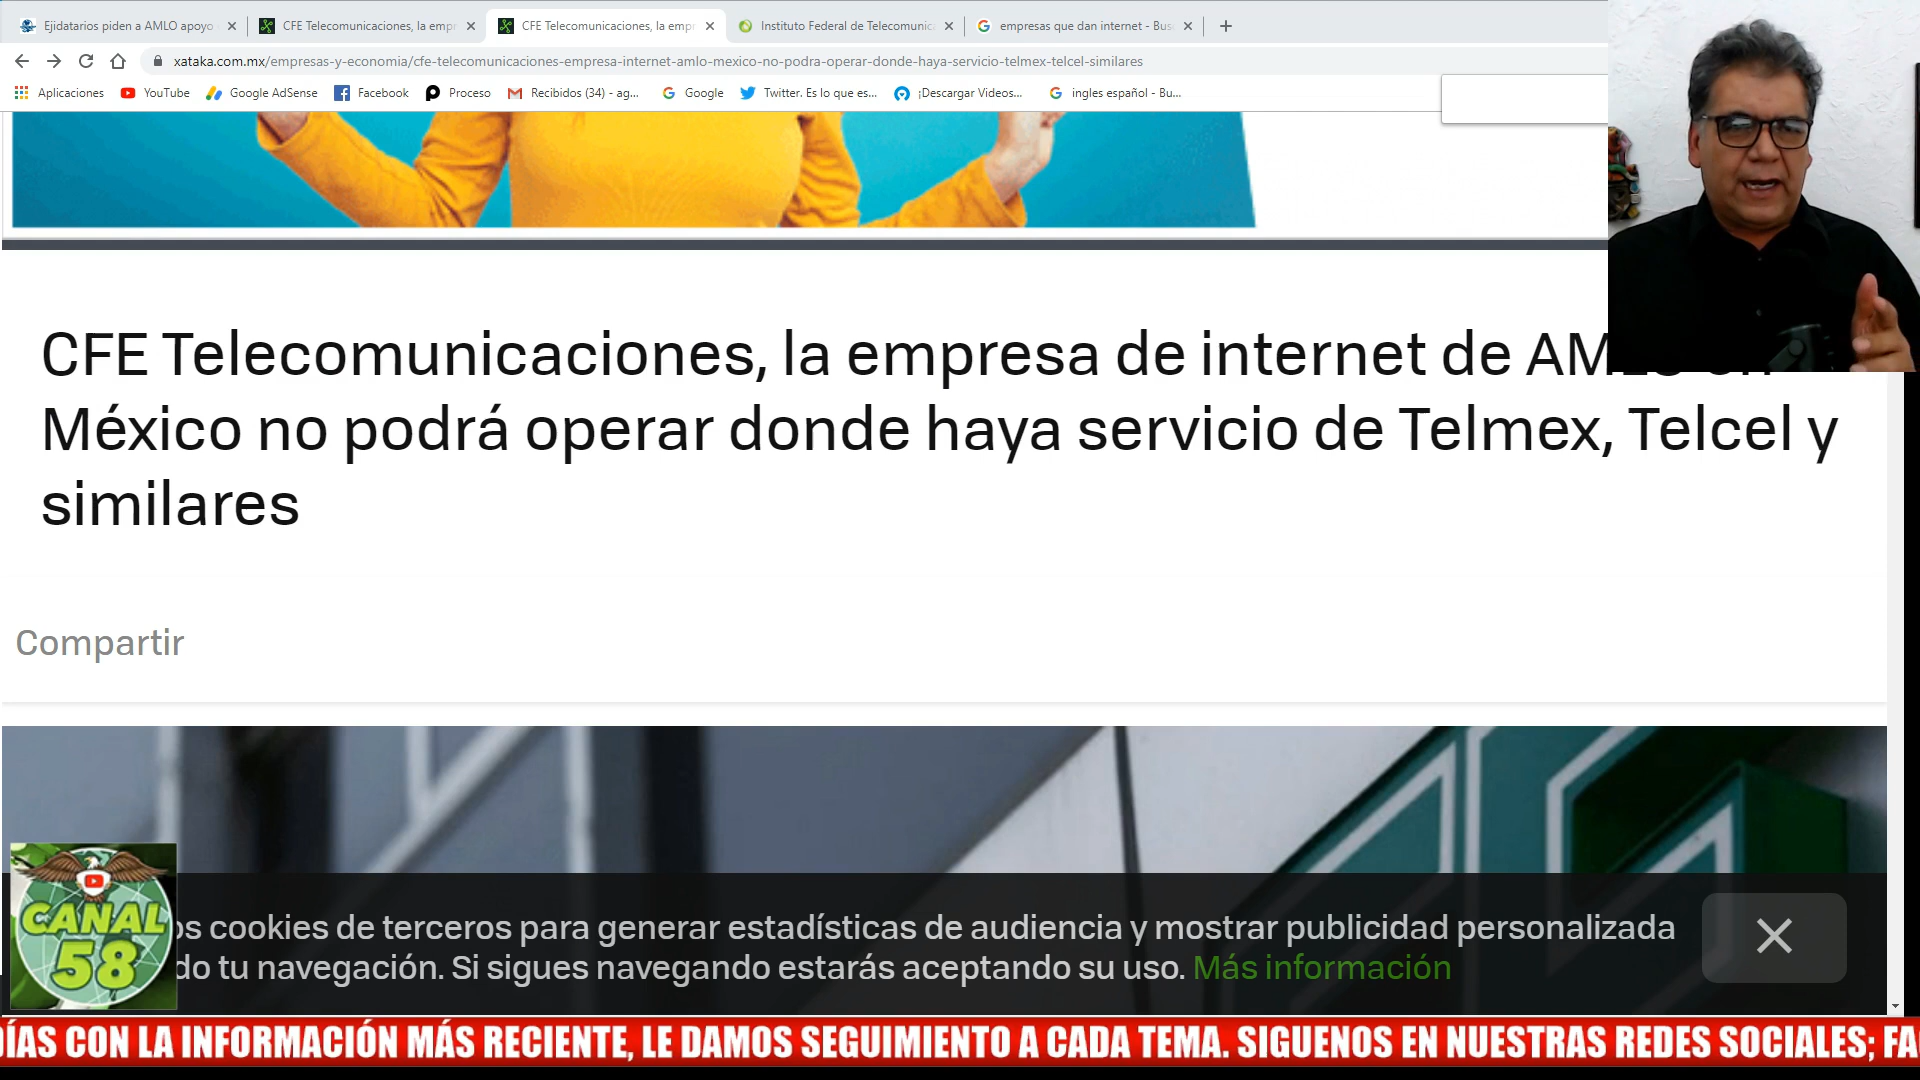 Ejidatarios piden a AMLO apoyo
CFE Telecomunicaciones, la empr
CFE Telecomunicaciones, la empr
Instituto Federal de Telecomunica
empresas que dan internet - Bus
xataka.com.mx/empresas-y-economia/cfe-telecomunicaciones-empresa-internet-amlo-mexico-no-podra-operar-donde-haya-servicio-telmex-telcel-similares
Aplicaciones YouTube Google AdSense Facebook Proceso Recibidos (34) - ag... Google Twitter. Es lo que es... ¡Descargar Videos... ingles español - Bu...
CFE Telecomunicaciones, la empresa de internet de AMLO en
México no podrá operar donde haya servicio de Telmex, Telcel y
similares
Compartir
os cookies de terceros para generar estadísticas de audiencia y mostrar publicidad personalizada
do tu navegación. Si sigues navegando estarás aceptando su uso. Más información
CANAL
58
DÍAS CON LA INFORMACIÓN MÁS RECIENTE, LE DAMOS SEGUIMIENTO A CADA TEMA. SIGUENOS EN NUESTRAS REDES SOCIALES; FA